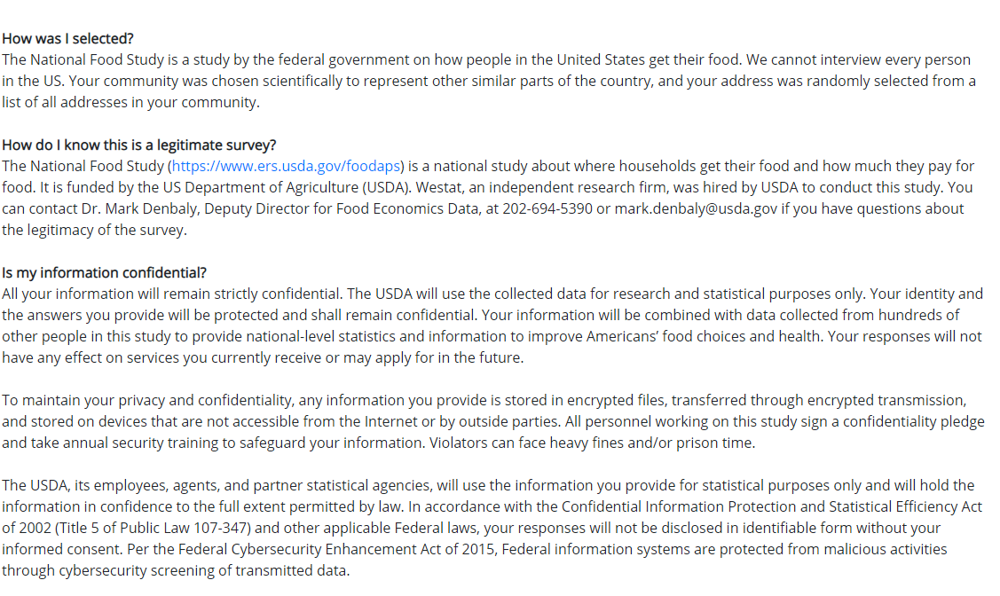 How was I selected?
The National Food Study is a study by the federal government on how people in the United States get their food. We cannot interview every person
in the US. Your community was chosen scientifically to represent other similar parts of the country, and your address was randomly selected from a
list of all addresses in your community.
How do I know this is a legitimate survey?
The National Food Study (https://www.ers.usda.gov/foodaps) is a national study about where households get their food and how much they pay for
food. It is funded by the US Department of Agriculture (USDA). Westat, an independent research firm, was hired by USDA to conduct this study. You
can contact Dr. Mark Denbaly, Deputy Director for Food Economics Data, at 202-694-5390 or mark.denbaly@usda.gov if you have questions about
the legitimacy of the survey.
Is my information confidential?
All your information will remain strictly confidential. The USDA will use the collected data for research and statistical purposes only. Your identity and
the answers you provide will be protected and shall remain confidential. Your information will be combined with data collected from hundreds of
other people in this study to provide national-level statistics and information to improve Americans’ food choices and health. Your responses will not
have any effect on services you currently receive or may apply for in the future.
To maintain your privacy and confidentiality, any information you provide is stored in encrypted files, transferred through encrypted transmission,
and stored on devices that are not accessible from the Internet or by outside parties. All personnel working on this study sign a confidentiality pledge
and take annual security training to safeguard your information. Violators can face heavy fines and/or prison time.
The USDA, its employees, agents, and partner statistical agencies, will use the information you provide for statistical purposes only and will hold the
information in confidence to the full extent permitted by law. In accordance with the Confidential Information Protection and Statistical Efficiency Act
of 2002 (Title 5 of Public Law 107-347) and other applicable Federal laws, your responses will not be disclosed in identifiable form without your
informed consent. Per the Federal Cybersecurity Enhancement Act of 2015, Federal information systems are protected from malicious activities
through cybersecurity screening of transmitted data.